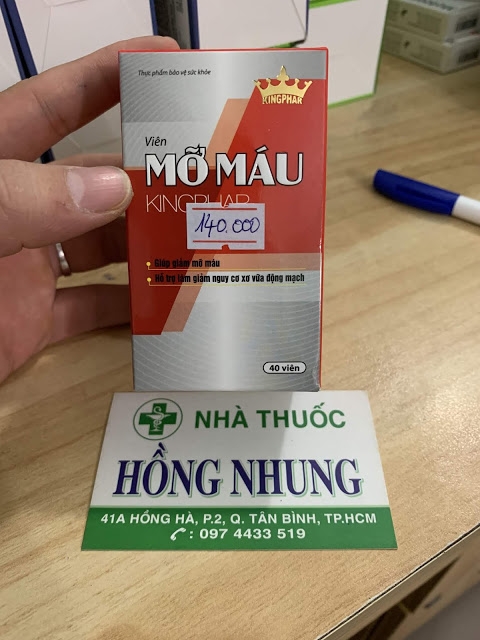 Thực phẩm bảo vệ sức khỏe
KINGPHAR
Viên
MỠ MÁU
KINGPHAR
140.000
Giúp giảm mỡ máu
Hỗ trợ làm giảm nguy cơ xơ vữa động mạch
40 viên
NHÀ THUỐC
HỒNG NHUNG
41A HỒNG HÀ, P.2, Q. TÂN BÌNH, TP.HCM
: 097 4433 519